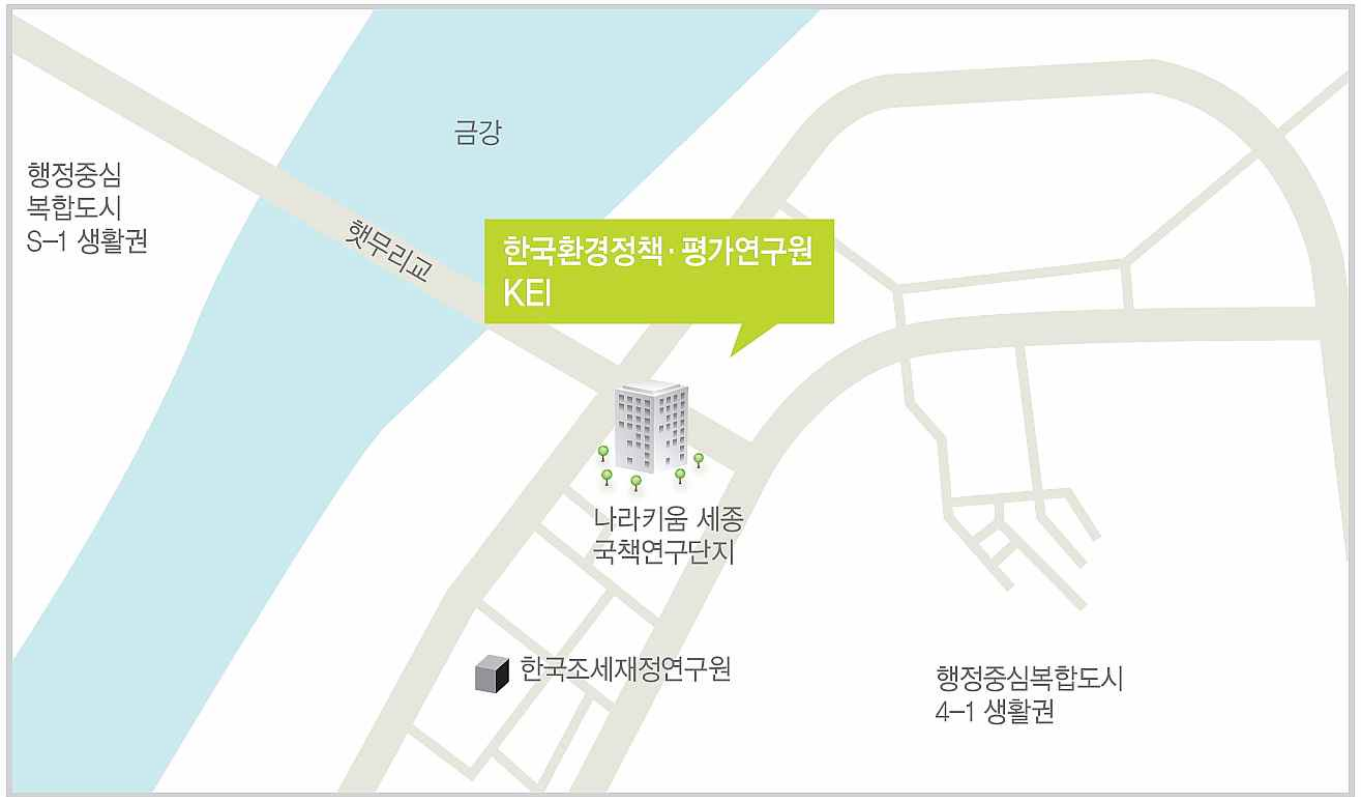 금강
행정중심
복합도시
S-1 생활권
햇무리교
한국환경정책·평가연구원
KEI
나라키움 세종
국책연구단지
한국조세재정연구원
행정중심복합도시
4-1 생활권